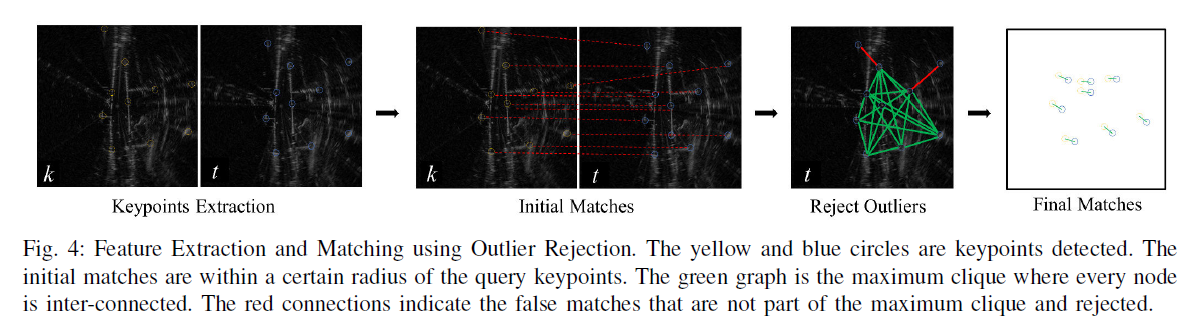 k
t
k
t
t
Keypoints Extraction
Initial Matches
Reject Outliers
Final Matches
Fig. 4: Feature Extraction and Matching using Outlier Rejection. The yellow and blue circles are keypoints detected. The
initial matches are within a certain radius of the query keypoints. The green graph is the maximum clique where every node
is inter-connected. The red connections indicate the false matches that are not part of the maximum clique and rejected.